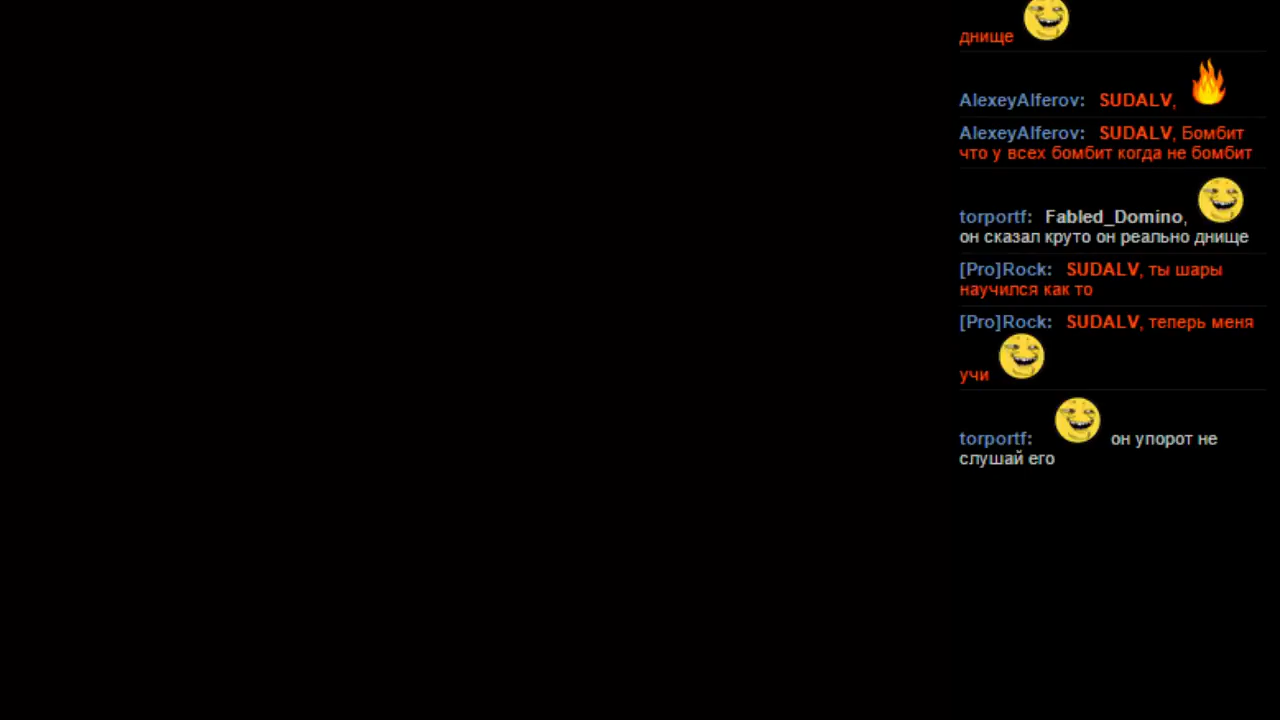 днище
AlexeyAlferov: SUDALV,
AlexeyAlferov: SUDALV, Бомбит
что у всех бомбит когда не бомбит
torportf: Fabled_Domino,
он сказал круто он реально днище
[Pro]Rock: SUDALV, ты шары
научился как то
[Pro]Rock: SUDALV, теперь меня
учи
torportf: он упорот не
слушай его